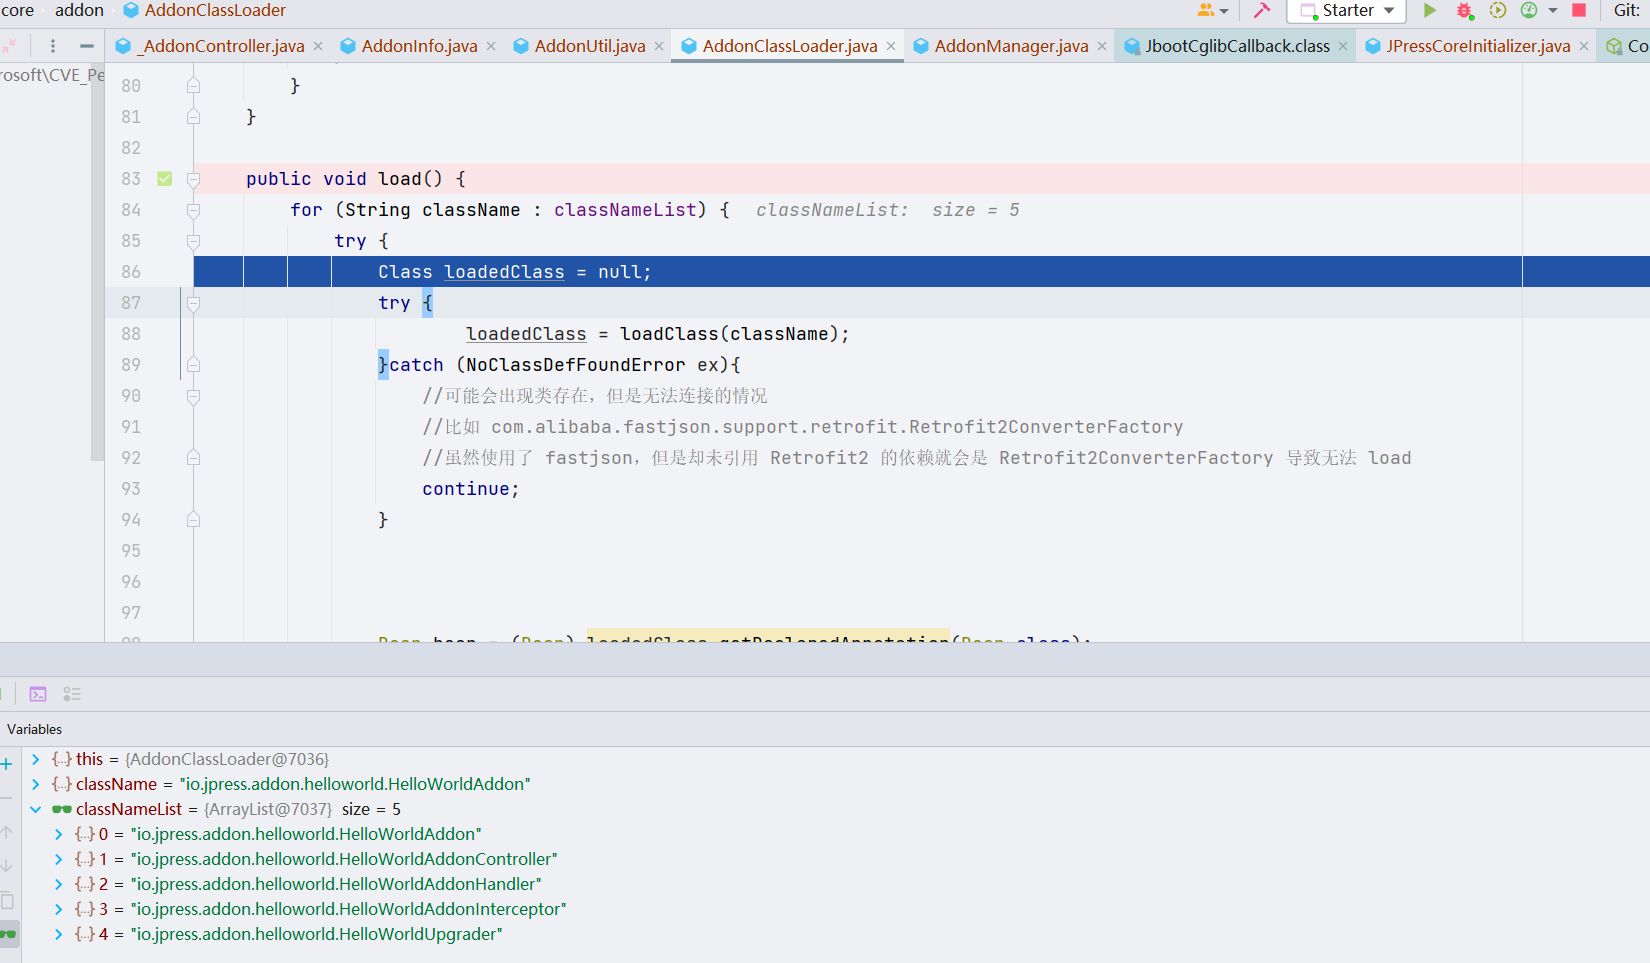 core addon AddonClassLoader Starter Git:
_AddonController.java AddonInfo.java AddonUtil.java AddonClassLoader.java AddonManager.java JbootCglibCallback.class JPressCoreInitializer.java Co
rosoft\CVE_Pe
80 }
81 }
82
83 public void load() {
84 for (String className : classNameList) { classNameList: size = 5
85 try {
86 Class loadedClass = null;
87 try {
88 loadedClass = loadClass(className);
89 }catch (NoClassDefFoundError ex){
90 //可能会出现类存在，但是无法连接的情况
91 //比如 com.alibaba.fastjson.support.retrofit.Retrofit2ConverterFactory
92 //虽然使用了 fastjson，但是却未引用 Retrofit2 的依赖就会是 Retrofit2ConverterFactory 导致无法 load
93 continue;
94 }
95
96
97
98 Bean bean = (Bean) loadedClass.getDeclaredAnnotation(Bean.class);
Variables
this = {AddonClassLoader@7036}
className = "io.jpress.addon.helloworld.HelloWorldAddon"
classNameList = {ArrayList@7037} size = 5
0 = "io.jpress.addon.helloworld.HelloWorldAddon"
1 = "io.jpress.addon.helloworld.HelloWorldAddonController"
2 = "io.jpress.addon.helloworld.HelloWorldAddonHandler"
3 = "io.jpress.addon.helloworld.HelloWorldAddonInterceptor"
4 = "io.jpress.addon.helloworld.HelloWorldUpgrader"